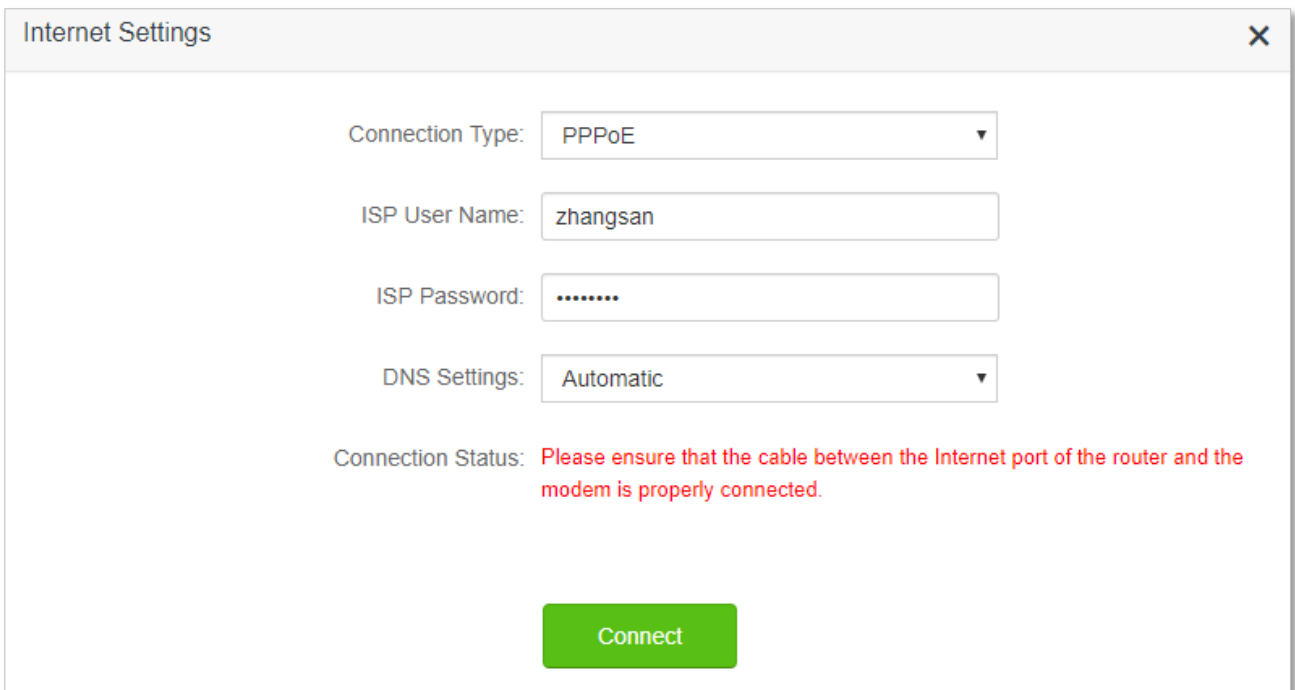 Internet Settings
Connection Type: PPPoE
ISP User Name: zhangsan
ISP Password: ••••••••
DNS Settings: Automatic
Connection Status: Please ensure that the cable between the Internet port of the router and the
modem is properly connected.
Connect